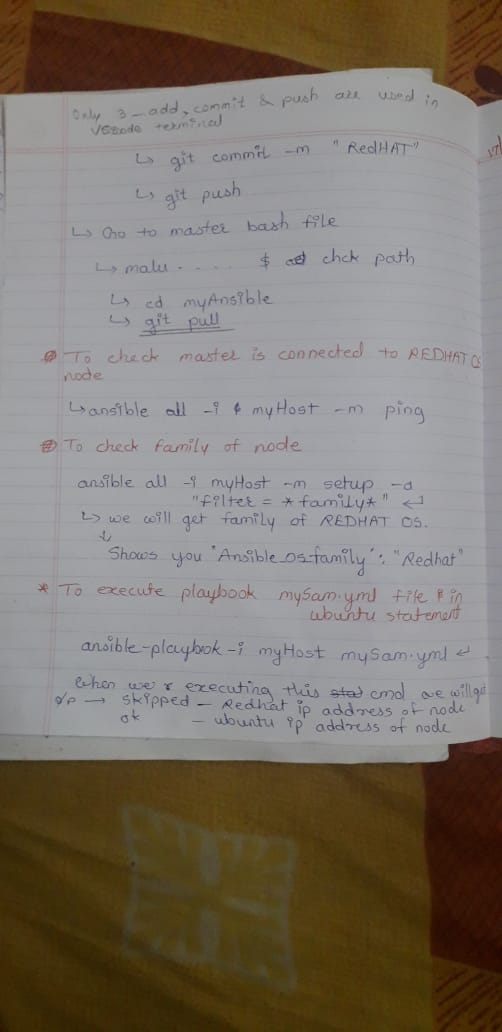 Only 3 - add, commit & push are used in
VSCode terminal
↳ git commit -m "RedHAT"
↳ git push
↳ Go to master bash file
↳ malu..... $ chck path
↳ cd myAnsible
↳ git pull
* To check master is connected to REDHAT OS
node
↳ ansible all -i myHost -m ping
* To check family of node
ansible all -i myHost -m setup -a
"filter = *family*" ↵
↳ we will get family of REDHAT OS.
↓
Shows you "Ansible_os family": "Redhat"
* To execute playbook mySam.yml file in
ubuntu statement
ansible-playbook -i myHost mySam.yml ↵
When we r executing this cmd we will get
o/p → skipped - Redhat ip address of node
ok - ubuntu ip address of node